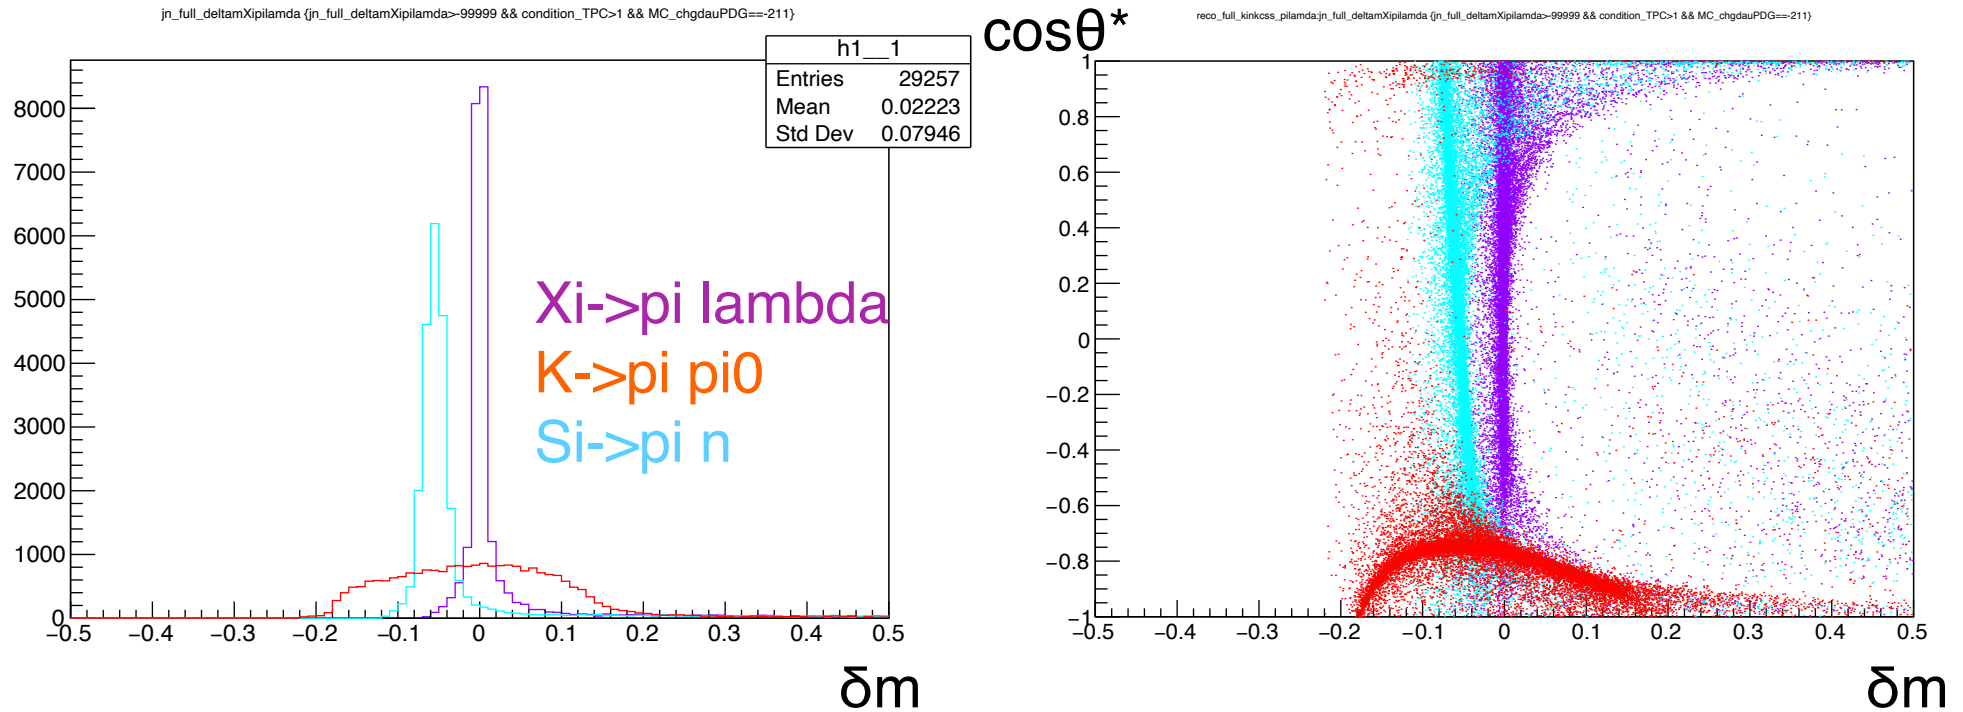 jn_full_deltamXipilamda {jn_full_deltamXipilamda>-99999 && condition_TPC>1 && MC_chgdauPDG==-211}
h1__1
Entries 29257
Mean 0.02223
Std Dev 0.07946
8000
7000
6000
5000
4000
3000
2000
1000
0
−0.5 −0.4 −0.3 −0.2 −0.1 0 0.1 0.2 0.3 0.4 0.5
Xi->pi lambda
K->pi pi0
Si->pi n
δm
reco_full_kinkcss_pilamda:jn_full_deltamXipilamda {jn_full_deltamXipilamda>-99999 && condition_TPC>1 && MC_chgdauPDG==-211}
cosθ*
1
0.8
0.6
0.4
0.2
0
−0.2
−0.4
−0.6
−0.8
−1
−0.5 −0.4 −0.3 −0.2 −0.1 0 0.1 0.2 0.3 0.4 0.5
δm